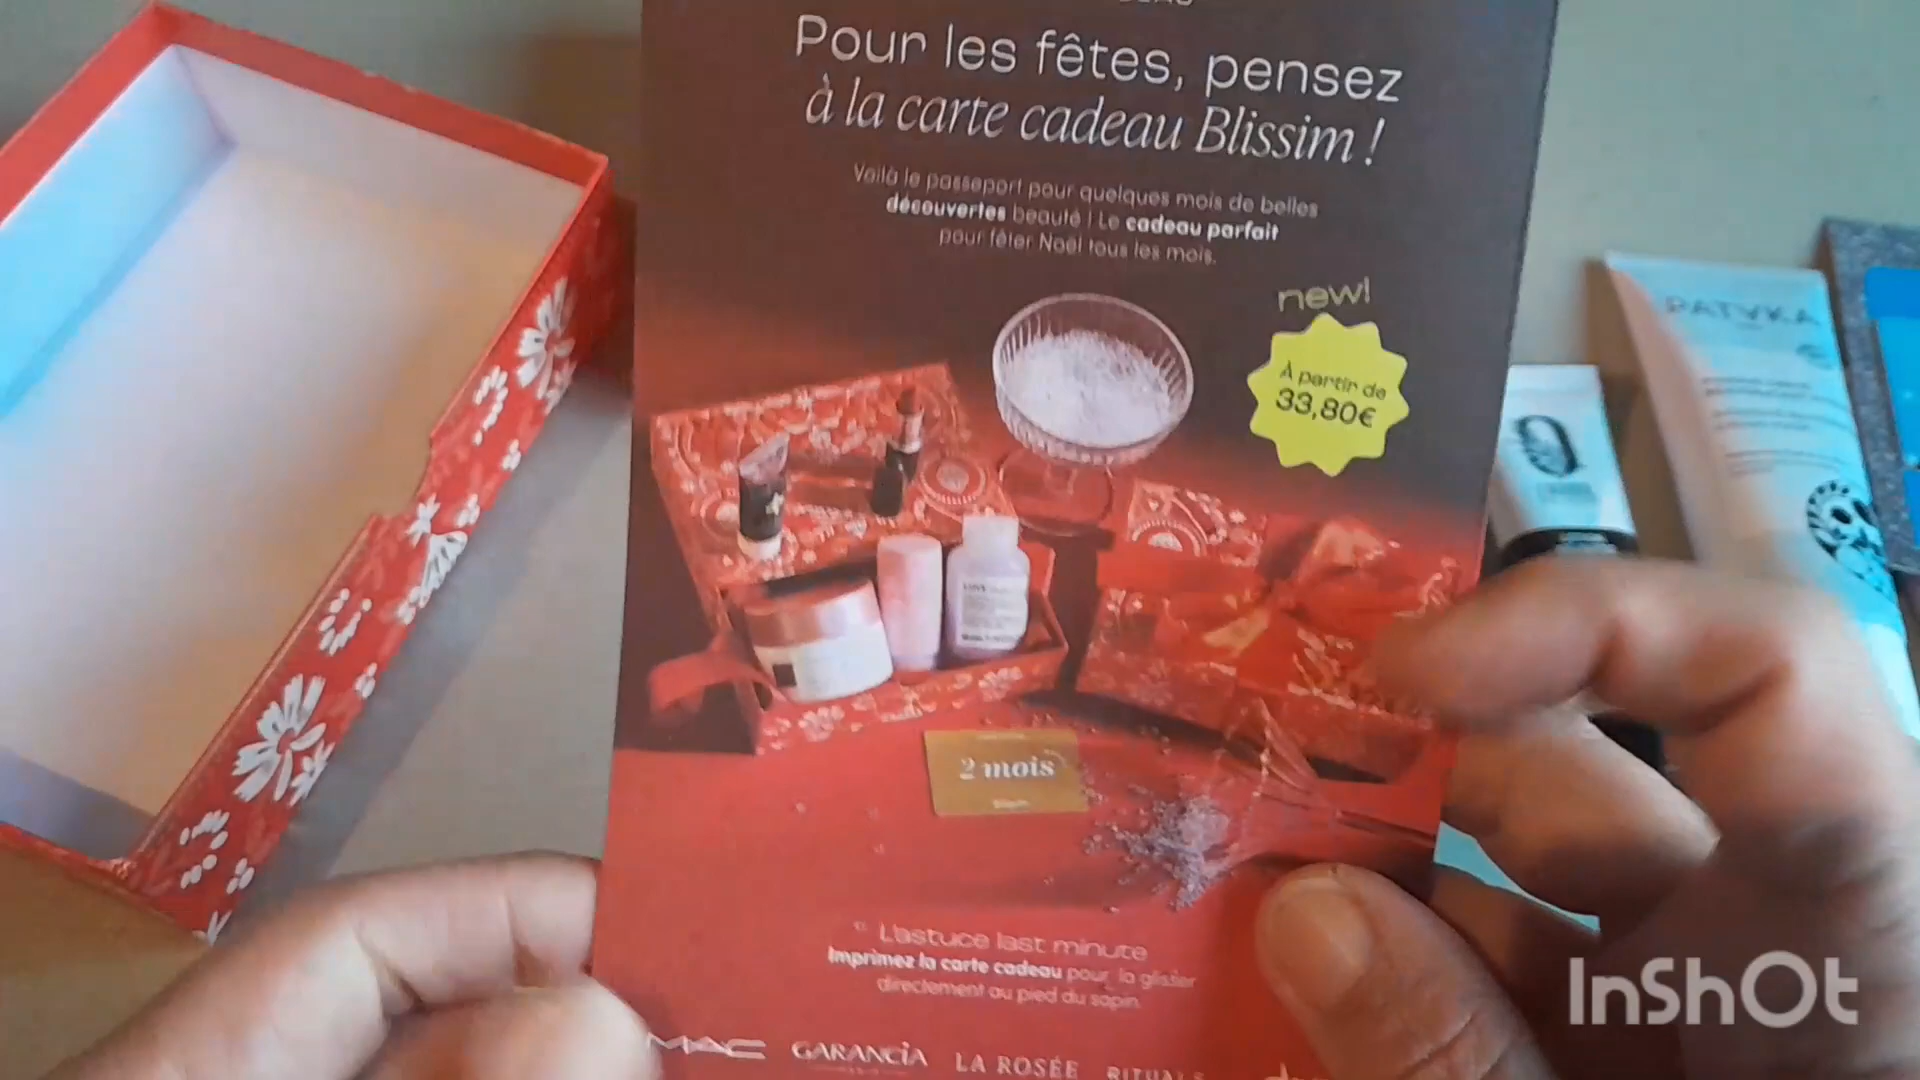 Pour les fêtes, pensez
à la carte cadeau Blissim !
Voilà le passeport pour quelques mois de belles
découvertes beauté ! Le cadeau parfait
pour fêter Noël tous les mois.
new!
À partir de
33,80€
2 mois
L'astuce last minute
Imprimez la carte cadeau pour la glisser
directement au pied du sapin
MAC GARANCIA LA ROSÉE RITUALS
PATYKA
InShOt